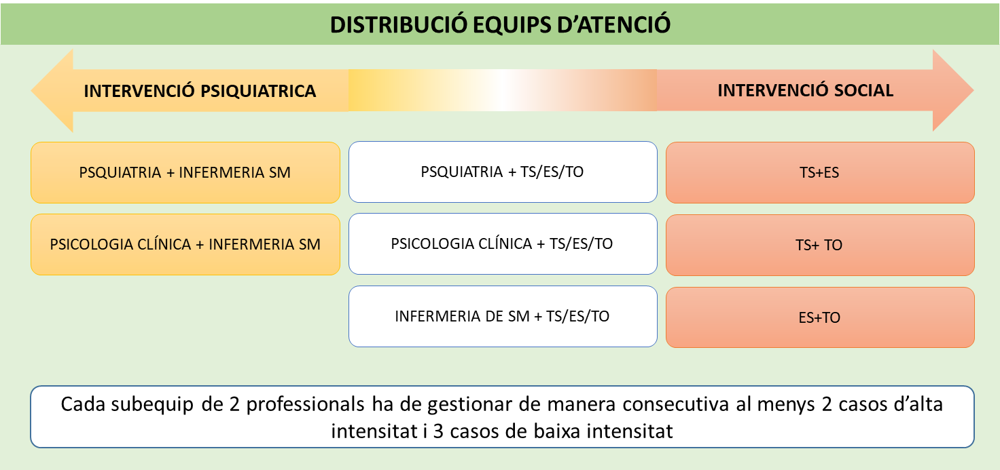 DISTRIBUCIÓ EQUIPS D'ATENCIÓ
INTERVENCIÓ PSIQUIATRICA
INTERVENCIÓ SOCIAL
PSQUIATRIA + INFERMERIA SM
PSQUIATRIA + TS/ES/TO
TS+ES
PSICOLOGIA CLÍNICA + INFERMERIA SM
PSICOLOGIA CLÍNICA + TS/ES/TO
TS+ TO
INFERMERIA DE SM + TS/ES/TO
ES+TO
Cada subequip de 2 professionals ha de gestionar de manera consecutiva al menys 2 casos d'alta
intensitat i 3 casos de baixa intensitat